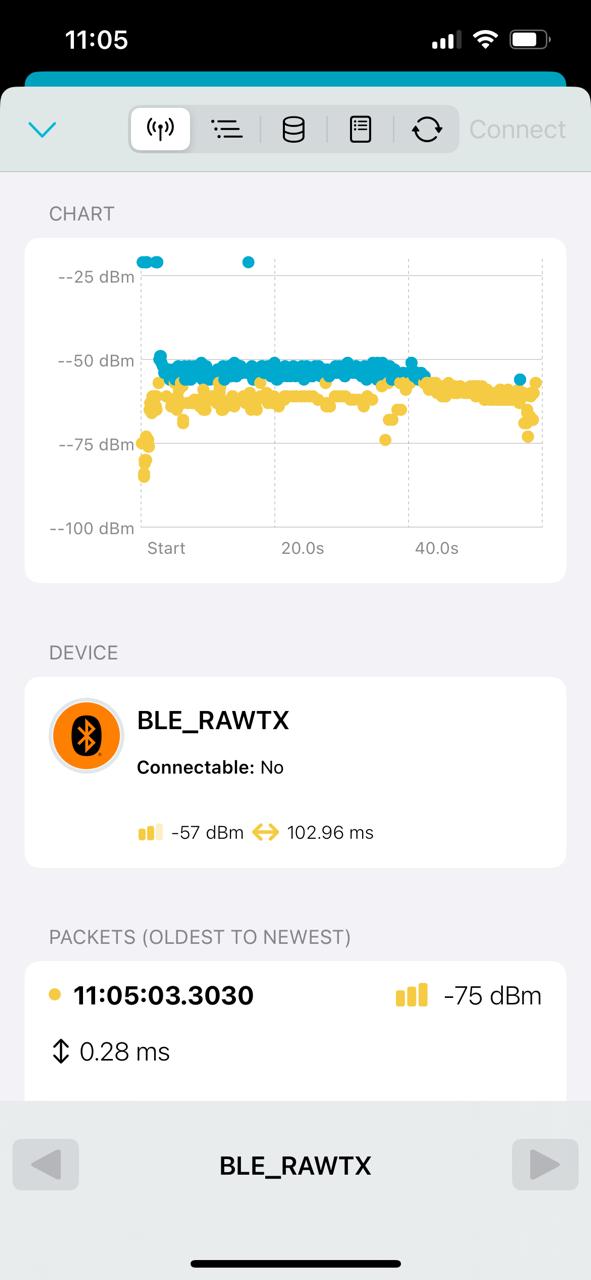 11:05
Connect
CHART
--25 dBm
--50 dBm
--75 dBm
--100 dBm
Start 20.0s 40.0s
DEVICE
BLE_RAWTX
Connectable: No
-57 dBm 102.96 ms
PACKETS (OLDEST TO NEWEST)
11:05:03.3030 -75 dBm
0.28 ms
BLE_RAWTX